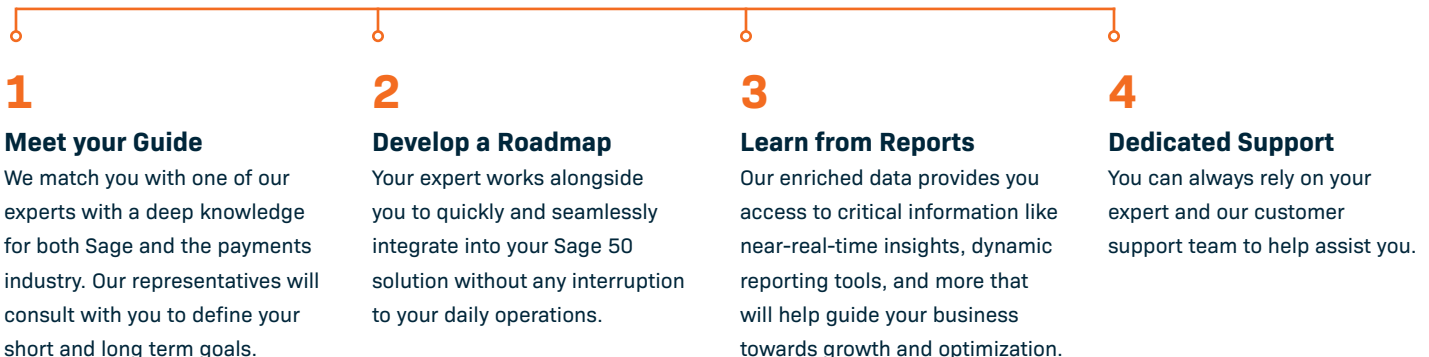 1
Meet your Guide
We match you with one of our
experts with a deep knowledge
for both Sage and the payments
industry. Our representatives will
consult with you to define your
short and long term goals.
2
Develop a Roadmap
Your expert works alongside
you to quickly and seamlessly
integrate into your Sage 50
solution without any interruption
to your daily operations.
3
Learn from Reports
Our enriched data provides you
access to critical information like
near-real-time insights, dynamic
reporting tools, and more that
will help guide your business
towards growth and optimization.
4
Dedicated Support
You can always rely on your
expert and our customer
support team to help assist you.